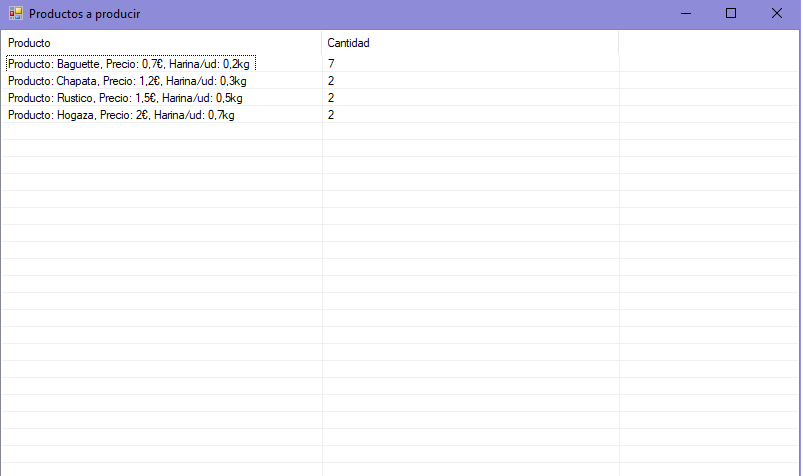 Productos a producir
Producto Cantidad
Producto: Baguette, Precio: 0,7€, Harina/ud: 0,2kg 7
Producto: Chapata, Precio: 1,2€, Harina/ud: 0,3kg 2
Producto: Rustico, Precio: 1,5€, Harina/ud: 0,5kg 2
Producto: Hogaza, Precio: 2€, Harina/ud: 0,7kg 2